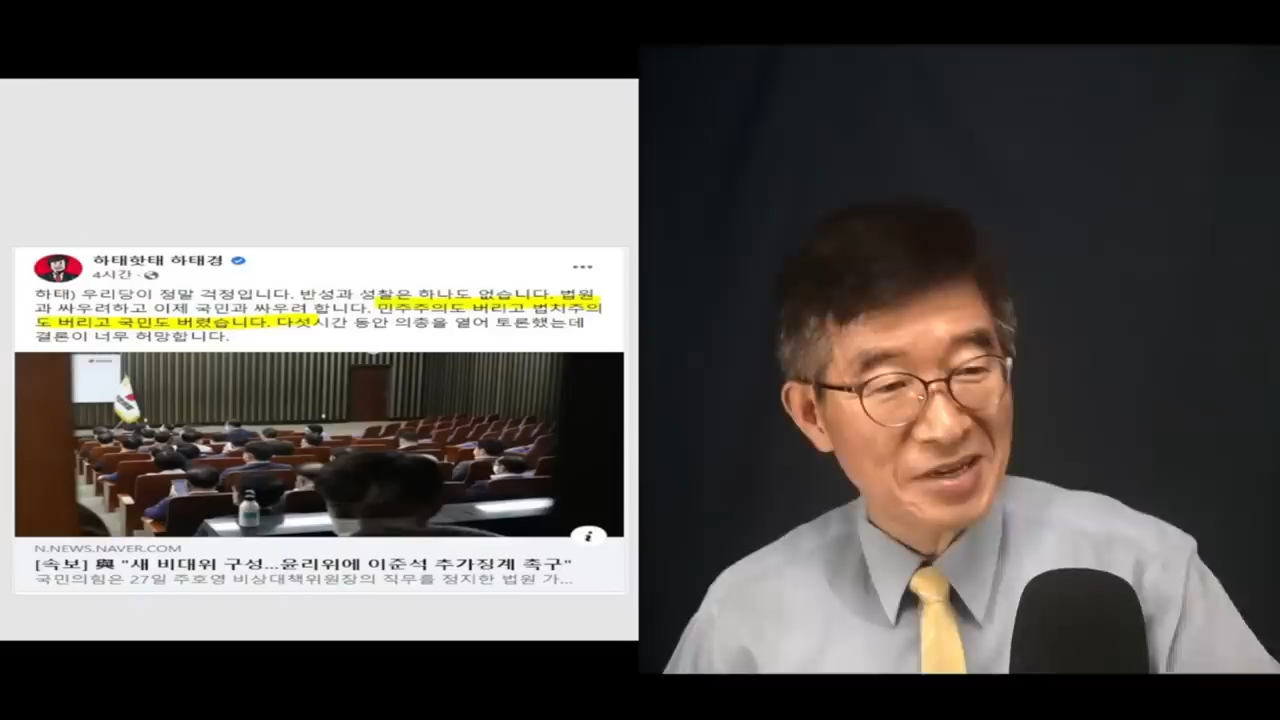 하태핫태 하태경
4시간 ·
하태) 우리당이 정말 걱정입니다. 반성과 성찰은 하나도 없습니다. 법원
과 싸우려하고 이제 국민과 싸우려 합니다. 민주주의도 버리고 법치주의
도 버리고 국민도 버렸습니다. 다섯시간 동안 의총을 열어 토론했는데
결론이 너무 허망합니다.
N.NEWS.NAVER.COM
[속보] 與 "새 비대위 구성...윤리위에 이준석 추가징계 촉구"
국민의힘은 27일 주호영 비상대책위원장의 직무를 정지한 법원 가...